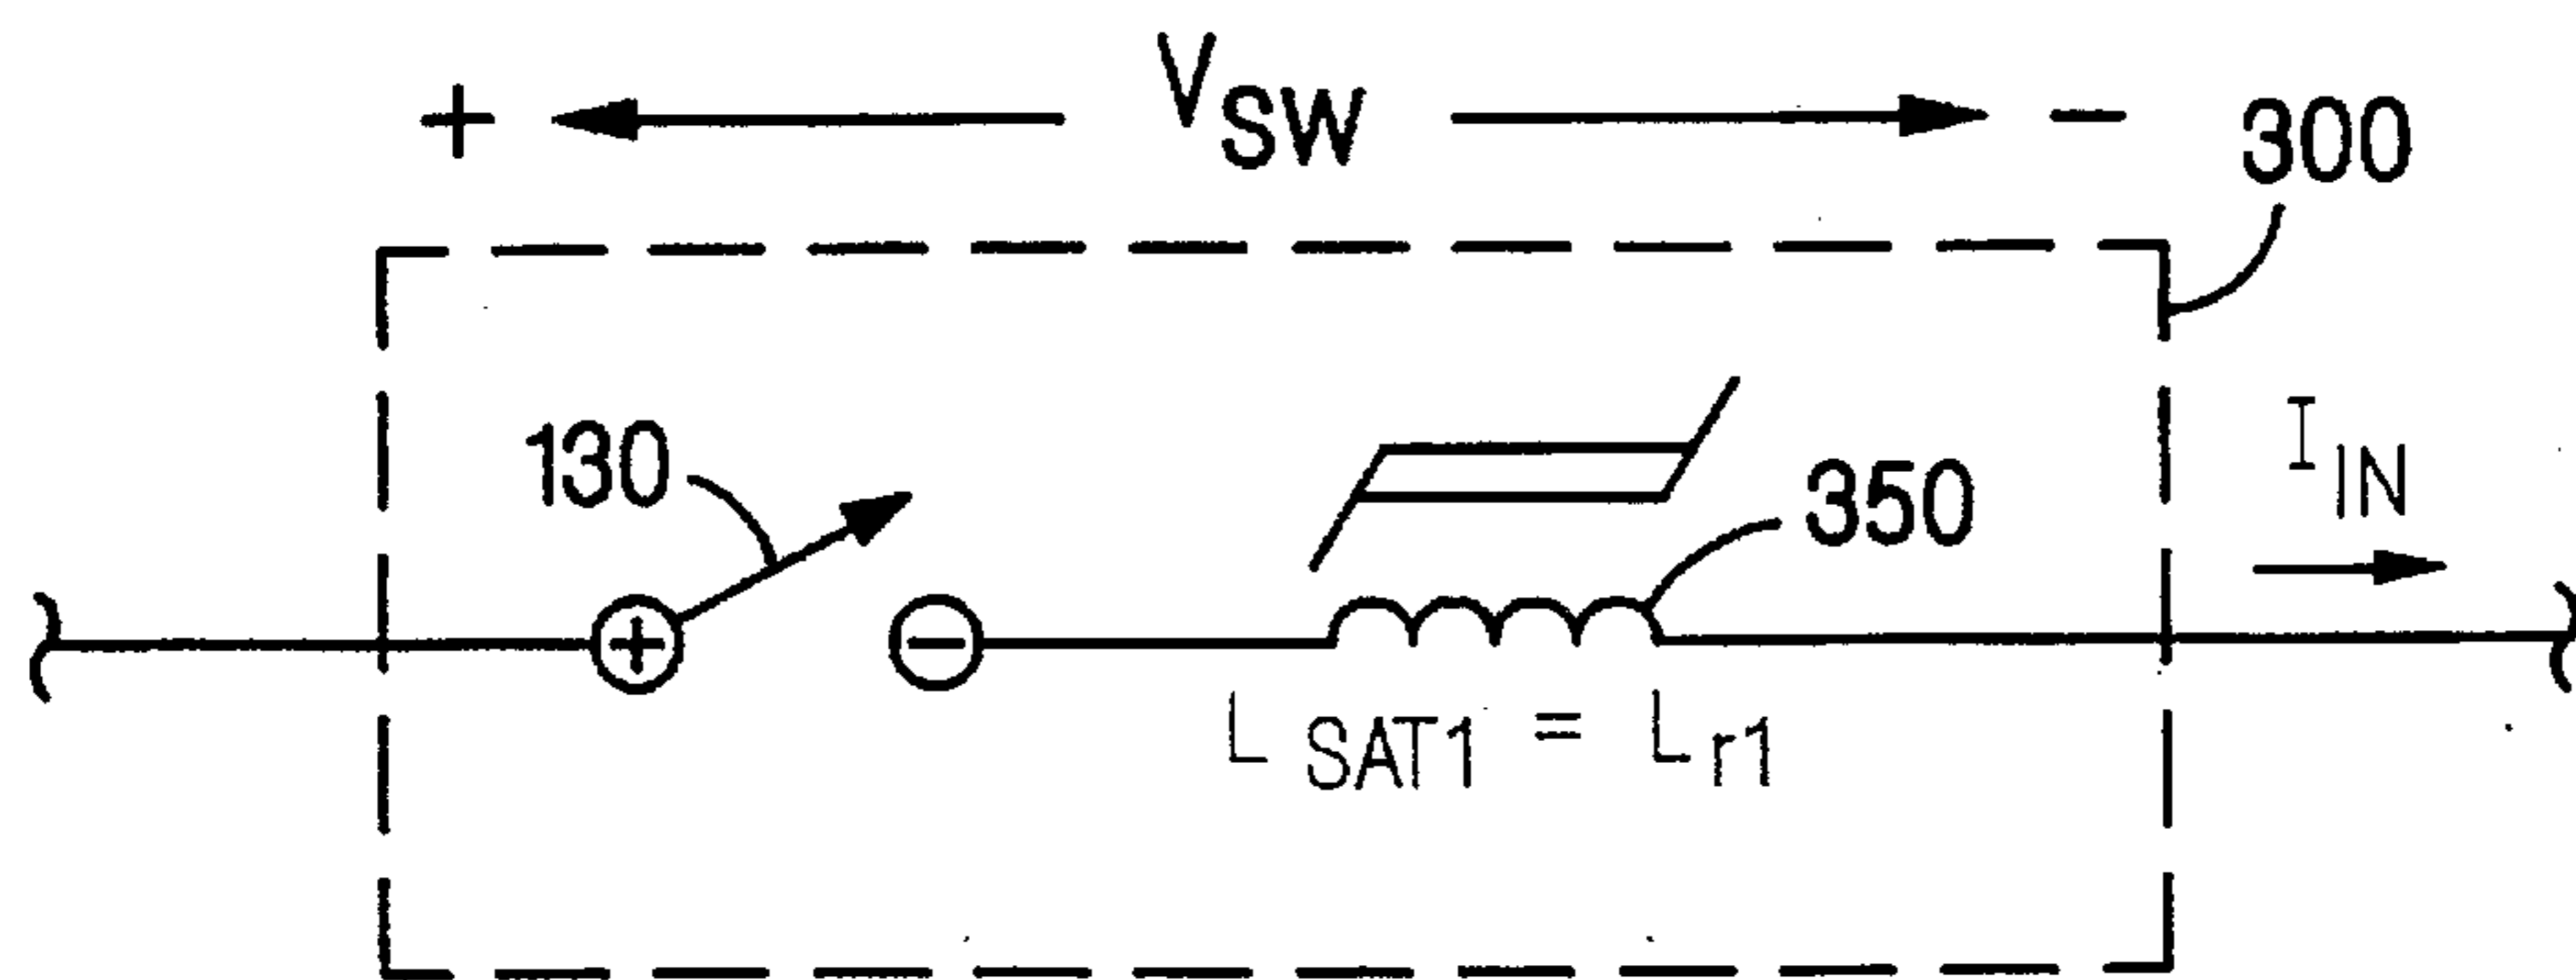 + V_SW -
300
130
350
I_IN
+ -
L_SAT1 = L_r1